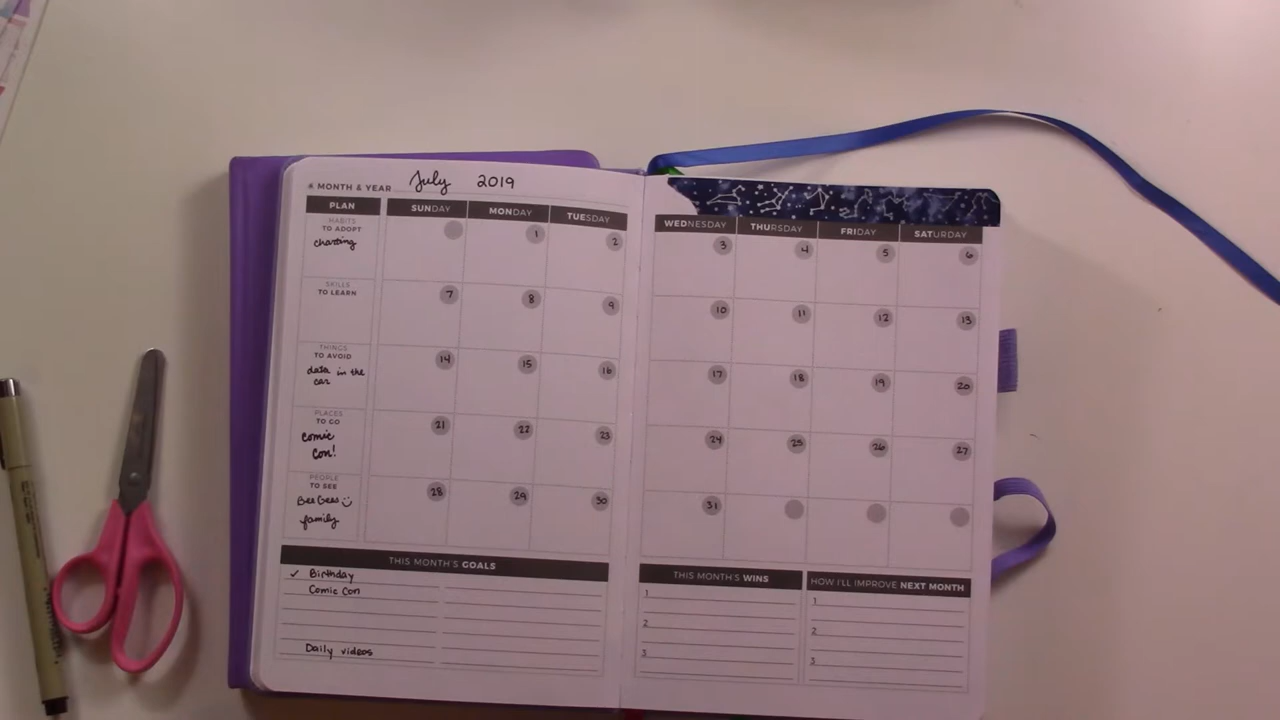 * MONTH & YEAR July 2019
PLAN SUNDAY MONDAY TUESDAY WEDNESDAY THURSDAY FRIDAY SATURDAY
HABITS
TO ADOPT
charting
1 2 3 4 5 6
SKILLS
TO LEARN
7 8 9 10 11 12 13
THINGS
TO AVOID
data in the
car
14 15 16 17 18 19 20
PLACES
TO GO
Comic
Con!
21 22 23 24 25 26 27
PEOPLE
TO SEE
BeeGees
family
28 29 30 31
THIS MONTH'S GOALS
✓ Birthday
Comic Con
Daily videos
THIS MONTH'S WINS
1
2
3
HOW I'LL IMPROVE NEXT MONTH
1
2
3